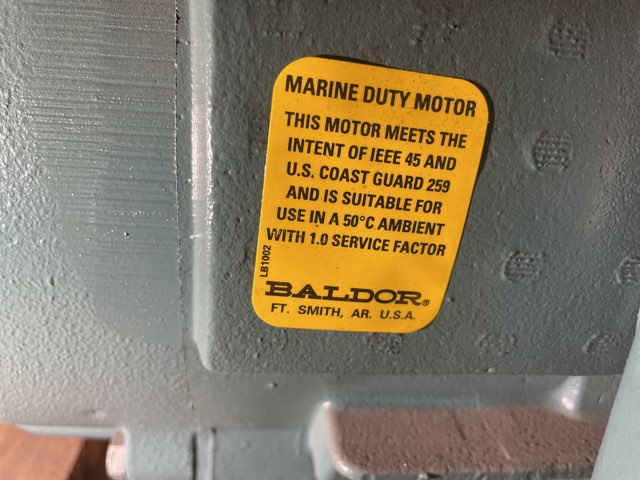 MARINE DUTY MOTOR
THIS MOTOR MEETS THE
INTENT OF IEEE 45 AND
U.S. COAST GUARD 259
AND IS SUITABLE FOR
USE IN A 50°C AMBIENT
WITH 1.0 SERVICE FACTOR
LB1002
BALDOR®
FT. SMITH, AR. U.S.A.